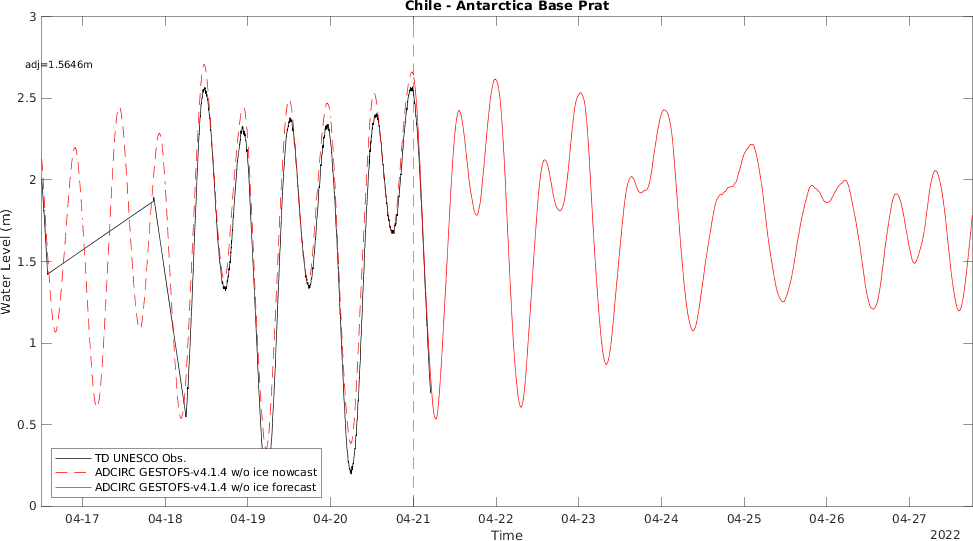 Chile - Antarctica Base Prat
adj=1.5646m
Water Level (m)
3
2.5
2
1.5
1
0.5
0
TD UNESCO Obs.
ADCIRC GESTOFS-v4.1.4 w/o ice nowcast
ADCIRC GESTOFS-v4.1.4 w/o ice forecast
04-17 04-18 04-19 04-20 04-21 04-22 04-23 04-24 04-25 04-26 04-27
Time
2022